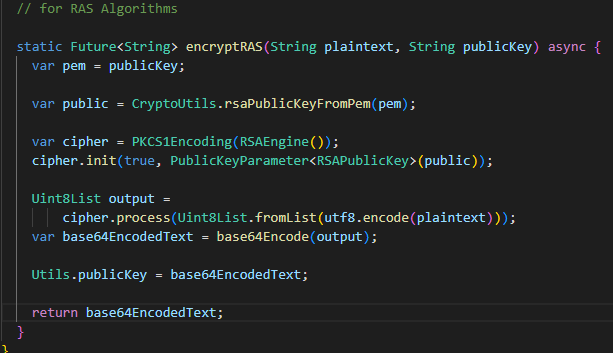 // for RAS Algorithms
static Future<String> encryptRAS(String plaintext, String publicKey) async {
var pem = publicKey;
var public = CryptoUtils.rsaPublicKeyFromPem(pem);
var cipher = PKCS1Encoding(RSAEngine());
cipher.init(true, PublicKeyParameter<RSAPublicKey>(public));
Uint8List output =
cipher.process(Uint8List.fromList(utf8.encode(plaintext)));
var base64EncodedText = base64Encode(output);
Utils.publicKey = base64EncodedText;
return base64EncodedText;
}
}